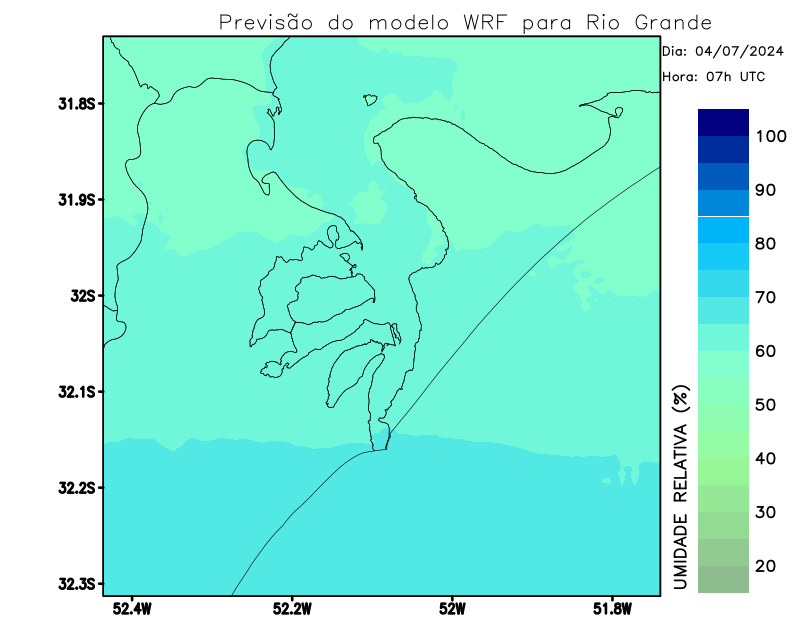 Previsão do modelo WRF para Rio Grande
Dia: 04/07/2024
Hora: 07h UTC
31.8S
31.9S
32S
32.1S
32.2S
32.3S
52.4W
52.2W
52W
51.8W
100
90
80
70
60
50
40
30
20
UMIDADE RELATIVA (%)